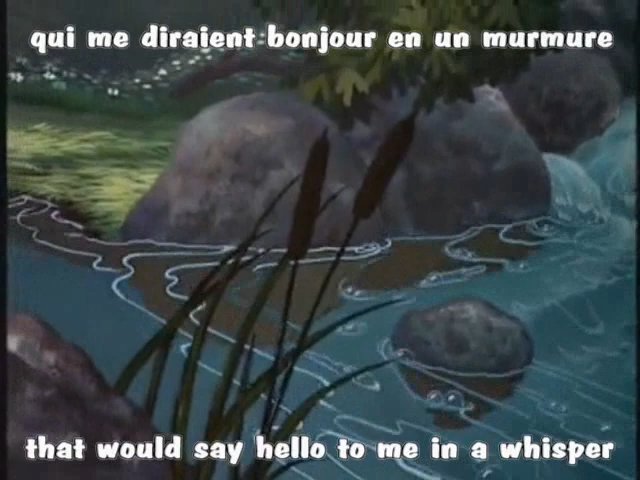 qui me diraient bonjour en un murmure
that would say hello to me in a whisper